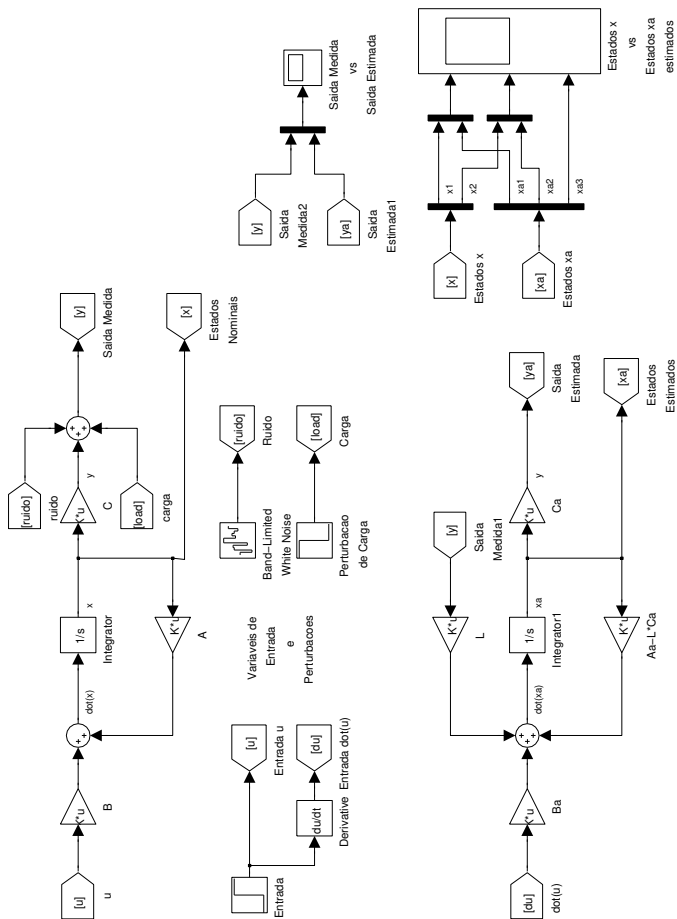 [u]
u
K*u
B
dot(x)
1/s
Integrator
x
K*u
A
K*u
C
y
[ruido]
ruido
[load]
carga
+
+
+
+
+
[y]
Saida Medida
[x]
Estados
Nominais
Entrada
[u]
Entrada u
du/dt
Derivative
[du]
Entrada dot(u)
Variaveis de
Entrada
e
Perturbacoes
Band-Limited
White Noise
[ruido]
Ruido
Perturbacao
de Carga
[load]
Carga
[y]
Saida
Medida2
[ya]
Saida
Estimada1
Saida Medida
vs
Saida Estimada
[du]
dot(u)
K*u
Ba
+
+
+
dot(xa)
1/s
Integrator1
xa
K*u
L
[y]
Saida
Medida1
K*u
Aa-L*Ca
K*u
Ca
y
[ya]
Saida
Estimada
[xa]
Estados
Estimados
[x]
Estados x
[xa]
Estados xa
x1
x2
xa1
xa2
xa3
Estados x
vs
Estados xa
estimados